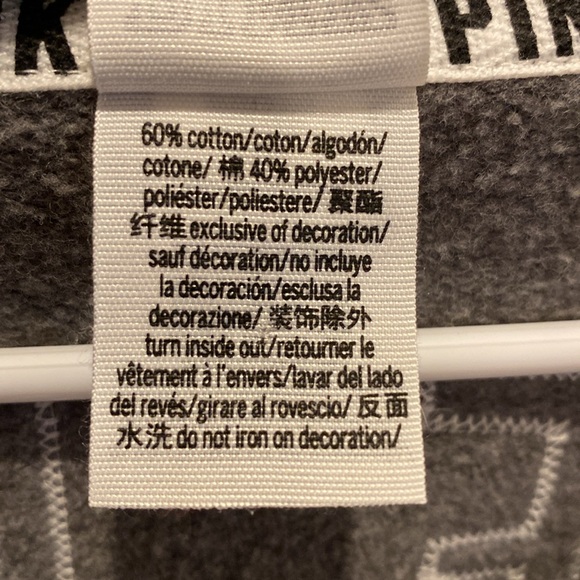 K PIN
60% cotton/coton/algodón/
cotone/ 棉 40% polyester/
poliéster/poliestere/ 聚酯
纤维 exclusive of decoration/
sauf décoration/no incluye
la decoración/esclusa la
decorazione/ 装饰除外
turn inside out/retourner le
vêtement à l'envers/lavar del lado
del revés/girare al rovescio/ 反面
水洗 do not iron on decoration/